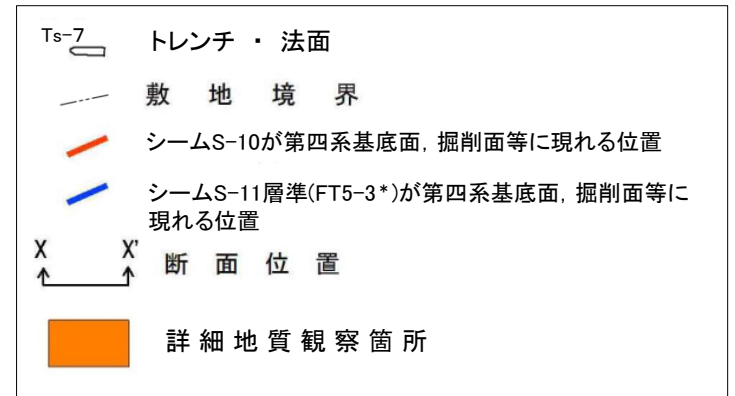 Ts-7
トレンチ ・ 法面
敷地境界
シームS-10が第四系基底面, 掘削面等に現れる位置
シームS-11層準(FT5-3*)が第四系基底面, 掘削面等に
現れる位置
X X'
断面位置
詳細地質観察箇所